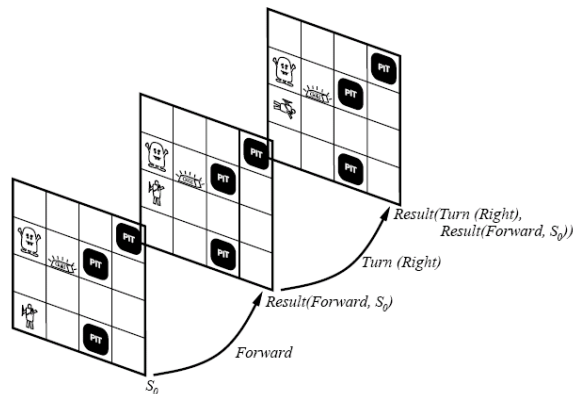 PIT
PIT
PIT
PIT
PIT
PIT
PIT
PIT
PIT
Result(Turn (Right),
Result(Forward, S0))
Turn (Right)
Result(Forward, S0)
Forward
S0